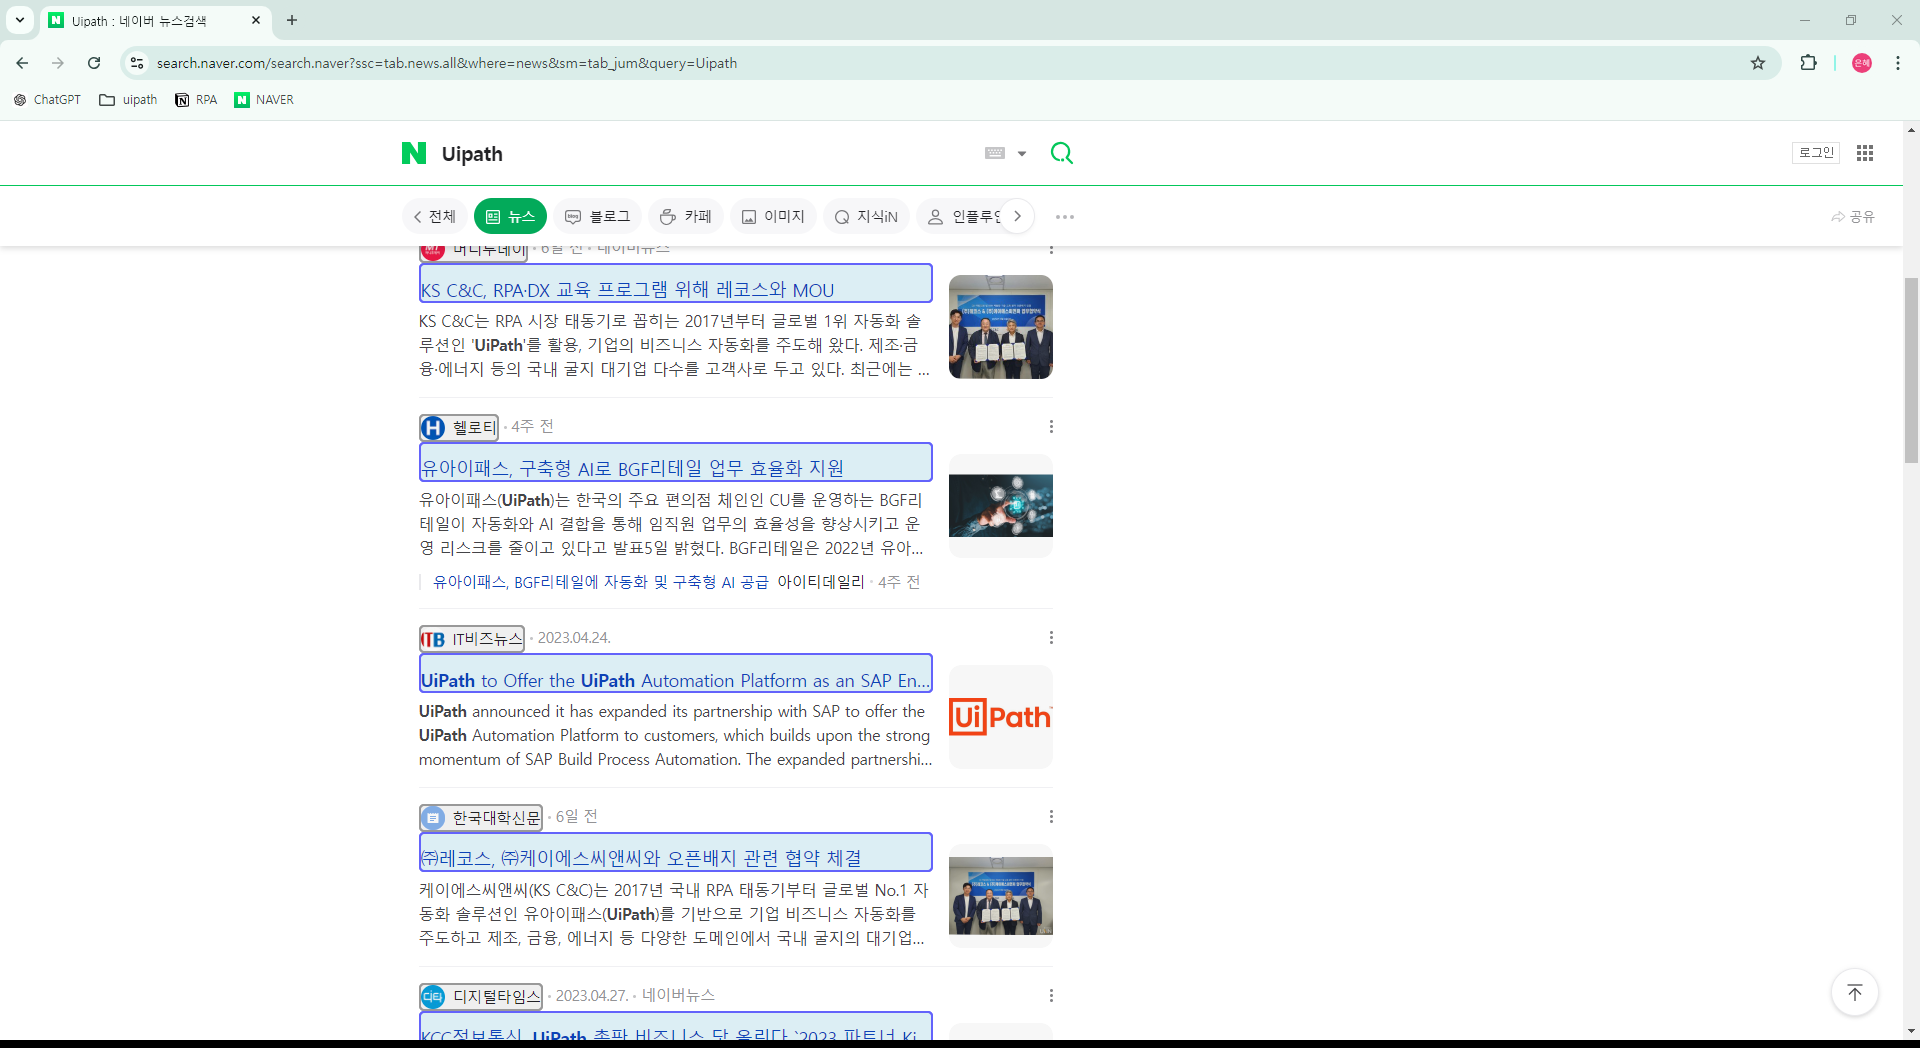 Uipath : 네이버 뉴스검색
search.naver.com/search.naver?ssc=tab.news.all&where=news&sm=tab_jum&query=Uipath
은혜
ChatGPT
uipath
RPA
NAVER
Uipath
로그인
전체
뉴스
블로그
카페
이미지
지식iN
인플루언
공유
머니투데이 · 6일 전 · 네이버뉴스
KS C&C, RPA·DX 교육 프로그램 위해 레코스와 MOU
KS C&C는 RPA 시장 태동기로 꼽히는 2017년부터 글로벌 1위 자동화 솔
루션인 'UiPath'를 활용, 기업의 비즈니스 자동화를 주도해 왔다. 제조·금
융·에너지 등의 국내 굴지 대기업 다수를 고객사로 두고 있다. 최근에는 ...
헬로티 · 4주 전
유아이패스, 구축형 AI로 BGF리테일 업무 효율화 지원
유아이패스(UiPath)는 한국의 주요 편의점 체인인 CU를 운영하는 BGF리
테일이 자동화와 AI 결합을 통해 임직원 업무의 효율성을 향상시키고 운
영 리스크를 줄이고 있다고 발표5일 밝혔다. BGF리테일은 2022년 유아...
유아이패스, BGF리테일에 자동화 및 구축형 AI 공급 아이티데일리 · 4주 전
ITB IT비즈뉴스 · 2023.04.24.
UiPath to Offer the UiPath Automation Platform as an SAP En...
UiPath announced it has expanded its partnership with SAP to offer the
UiPath Automation Platform to customers, which builds upon the strong
momentum of SAP Build Process Automation. The expanded partnershi...
UiPath
한국대학신문 · 6일 전
㈜레코스, ㈜케이에스씨앤씨와 오픈배지 관련 협약 체결
케이에스씨앤씨(KS C&C)는 2017년 국내 RPA 태동기부터 글로벌 No.1 자
동화 솔루션인 유아이패스(UiPath)를 기반으로 기업 비즈니스 자동화를
주도하고 제조, 금융, 에너지 등 다양한 도메인에서 국내 굴지의 대기업...
디타 디지털타임스 · 2023.04.27. · 네이버뉴스
KCC정보통신, UiPath 총판 비즈니스 닻 올린다 `2023 파트너 Ki...